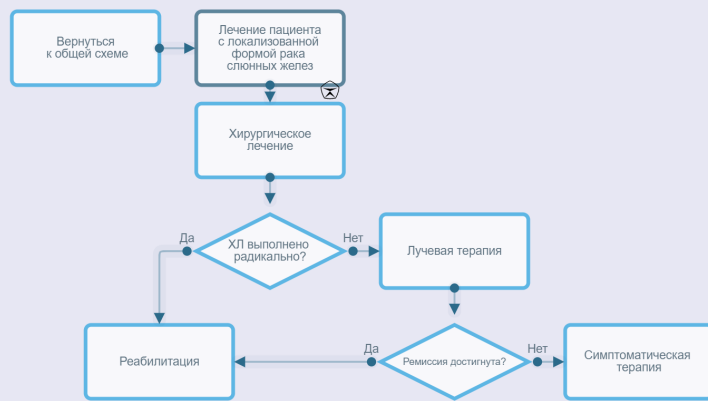 Вернуться
к общей схеме
Лечение пациента
с локализованной
формой рака
слюнных желез
Хирургическое
лечение
ХЛ выполнено
радикально?
Да
Нет
Лучевая терапия
Реабилитация
Да
Ремиссия достигнута?
Нет
Симптоматическая
терапия